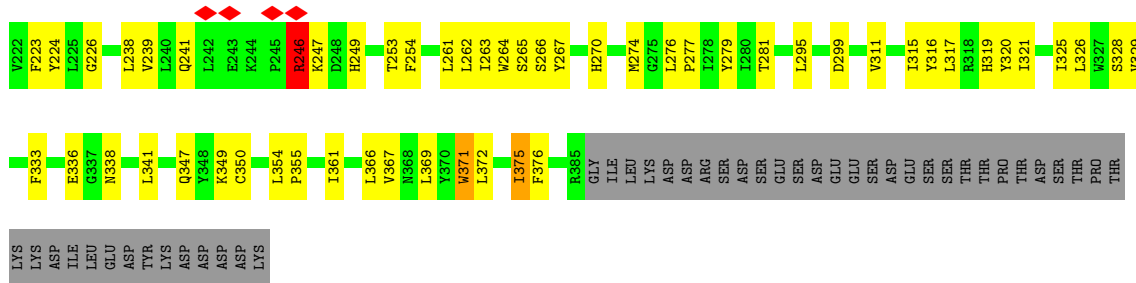 V222 F223 Y224 L225 G226 L238 V239 L240 Q241 L242 E243 K244 P245 R246 K247 D248 H249 T253 F254 L261 L262 I263 W264 S265 S266 Y267 H270 M274 G275 L276 P277 I278 Y279 I280 T281 L295 D299 V311 I315 Y316 L317 R318 H319 Y320 I321 I325 L326 W327 S328 V329
F333 E336 G337 N338 L341 Q347 Y348 K349 C350 L354 P355 I361 L366 V367 N368 L369 Y370 W371 L372 I375 F376 R385 GLY ILE LEU LYS ASP ASP ARG SER ASP SER GLU SER ASP GLU GLU SER ASP GLU SER SER THR THR PRO THR ASP SER THR PRO THR
LYS LYS ASP ILE LEU GLU ASP TYR LYS ASP ASP ASP ASP LYS